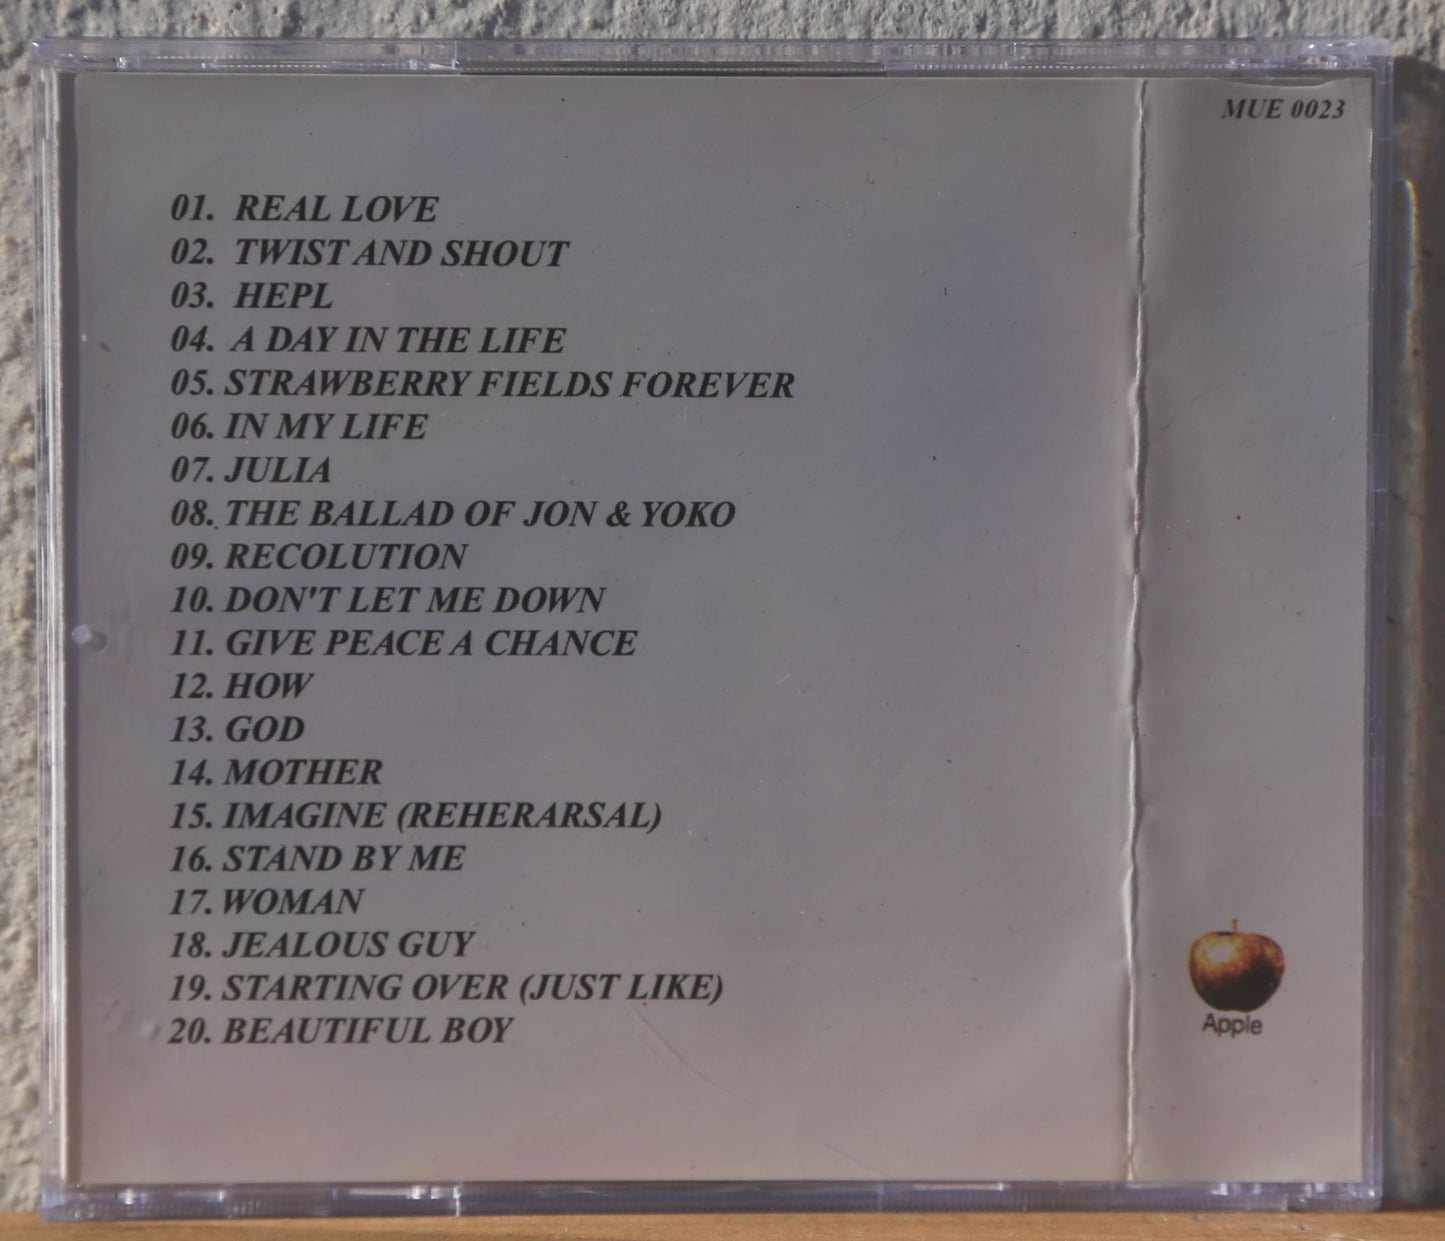 MUE 0023
01. REAL LOVE
02. TWIST AND SHOUT
03. HEPL
04. A DAY IN THE LIFE
05. STRAWBERRY FIELDS FOREVER
06. IN MY LIFE
07. JULIA
08. THE BALLAD OF JON & YOKO
09. RECOLUTION
10. DON'T LET ME DOWN
11. GIVE PEACE A CHANCE
12. HOW
13. GOD
14. MOTHER
15. IMAGINE (REHERARSAL)
16. STAND BY ME
17. WOMAN
18. JEALOUS GUY
19. STARTING OVER (JUST LIKE)
20. BEAUTIFUL BOY
Apple